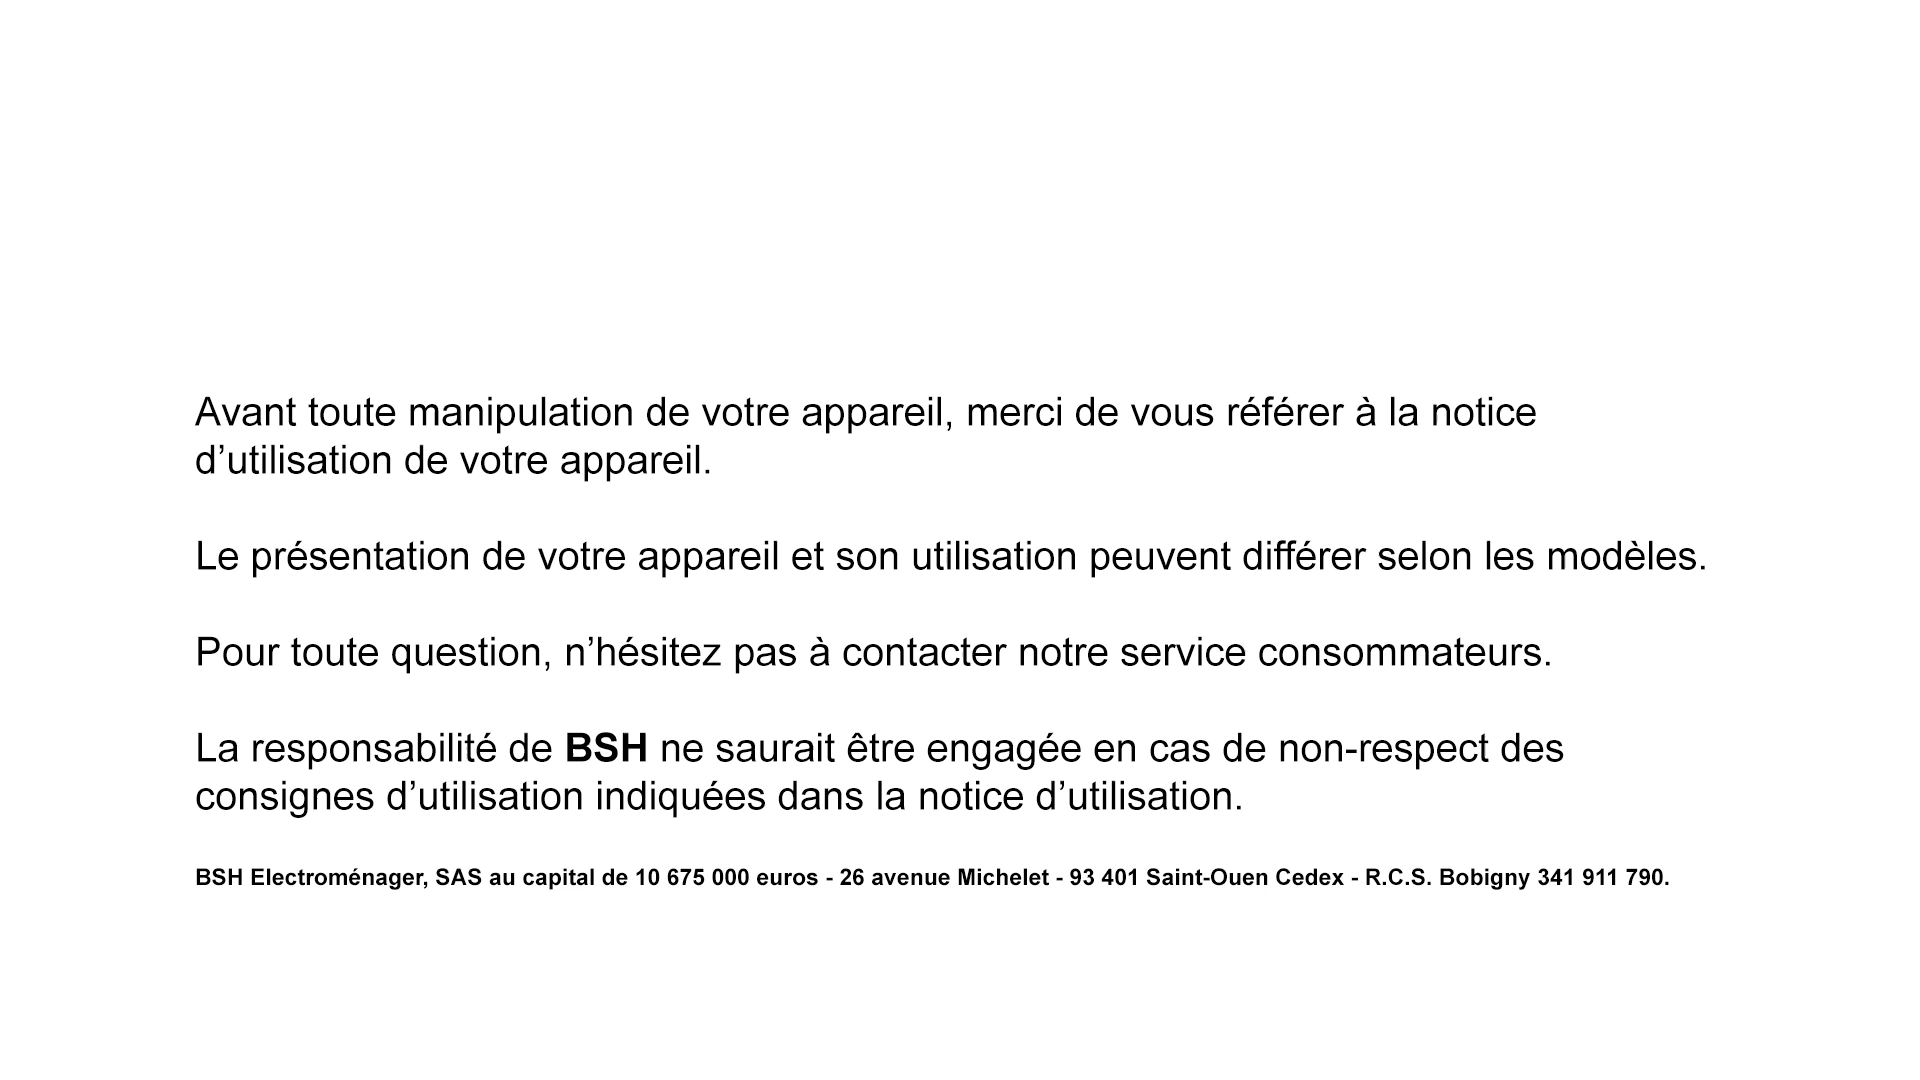 Avant toute manipulation de votre appareil, merci de vous référer à la notice
d’utilisation de votre appareil.
Le présentation de votre appareil et son utilisation peuvent différer selon les modèles.
Pour toute question, n’hésitez pas à contacter notre service consommateurs.
La responsabilité de BSH ne saurait être engagée en cas de non-respect des
consignes d’utilisation indiquées dans la notice d’utilisation.
BSH Electroménager, SAS au capital de 10 675 000 euros - 26 avenue Michelet - 93 401 Saint-Ouen Cedex - R.C.S. Bobigny 341 911 790.